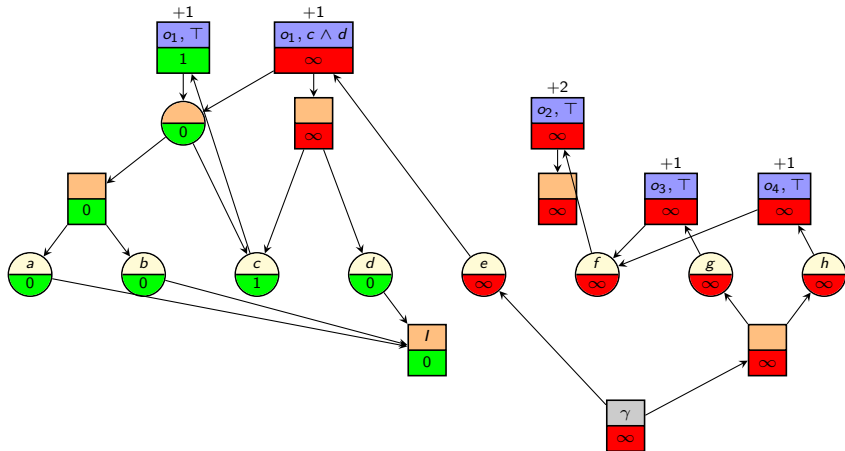 +1 +1
o₁, ⊤ o₁, c ∧ d
1 ∞
+2
o₂, ⊤
0 ∞ ∞
+1 +1
o₃, ⊤ o₄, ⊤
0 ∞ ∞ ∞
a b c d e f g h
0 0 1 0 ∞ ∞ ∞ ∞
I
0 ∞
γ
∞